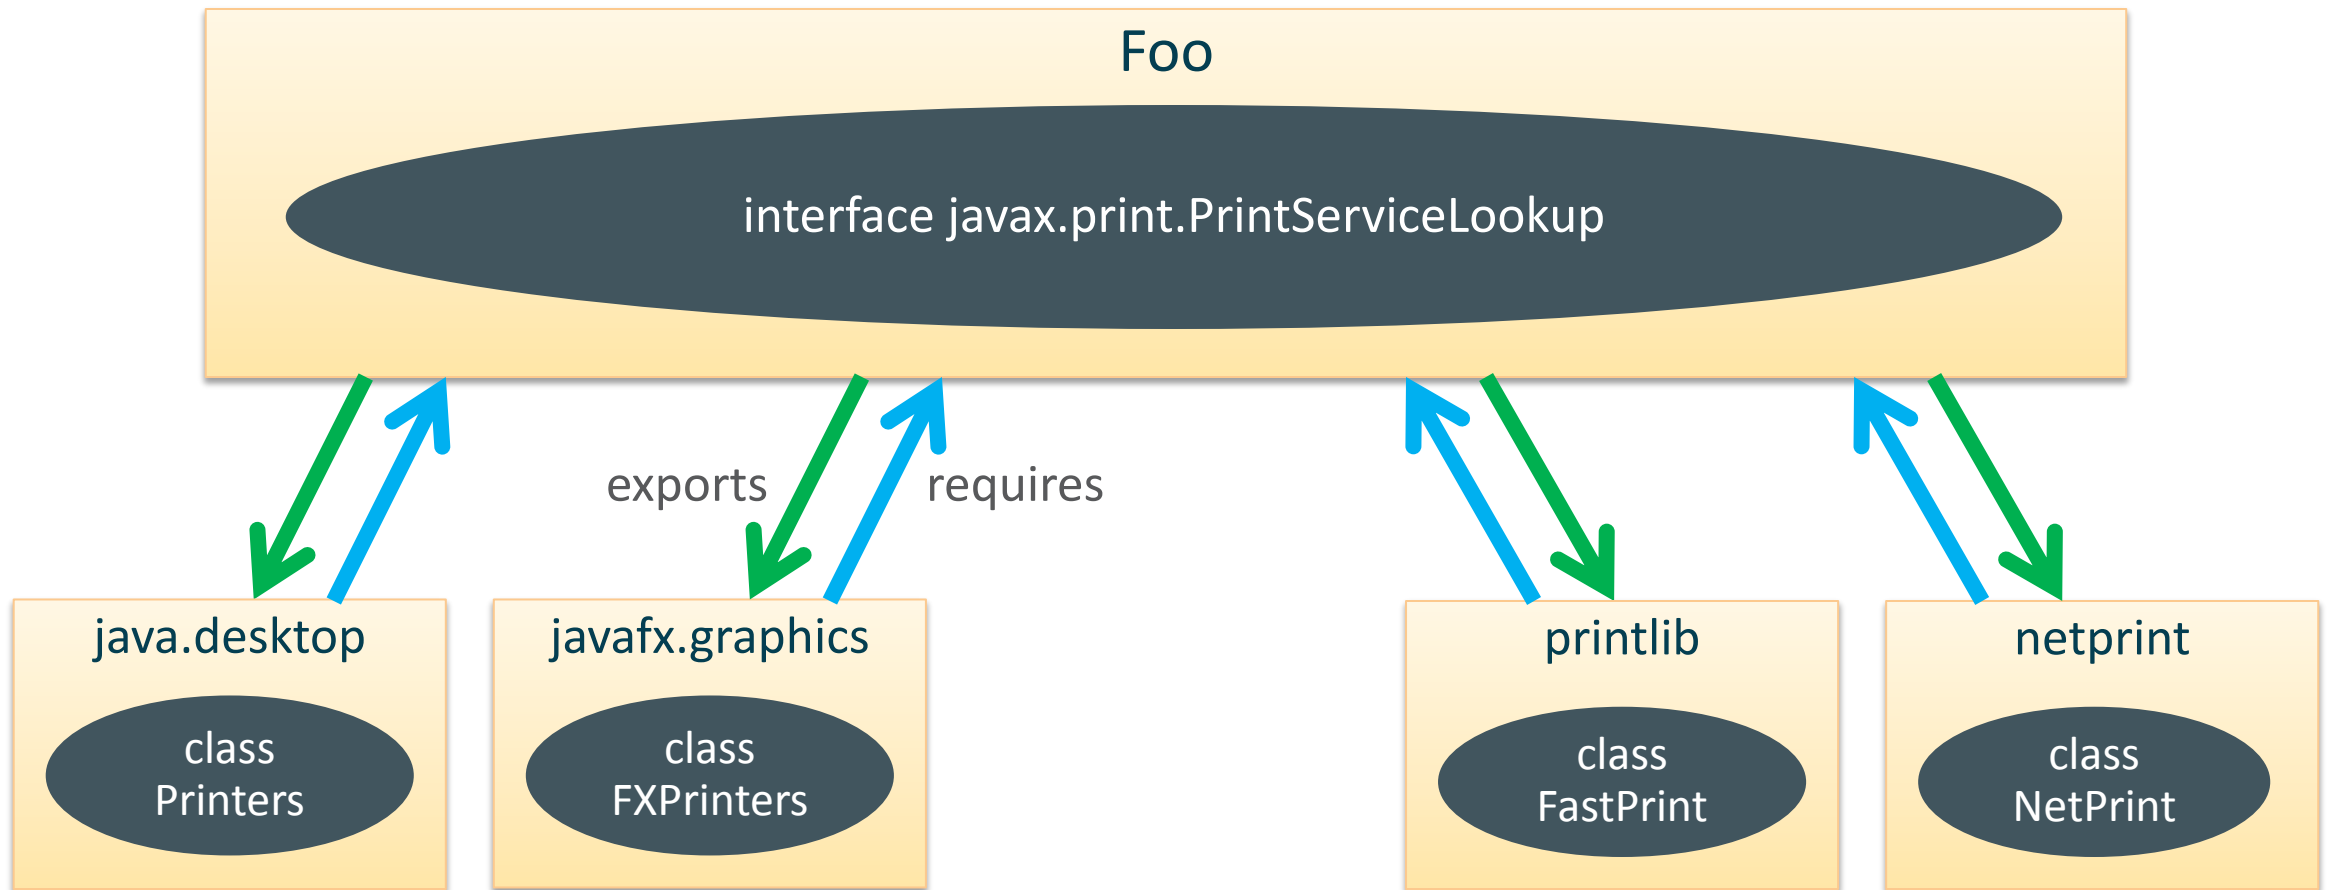 Foo
interface javax.print.PrintServiceLookup
exports
requires
java.desktop
class
Printers
javafx.graphics
class
FXPrinters
printlib
class
FastPrint
netprint
class
NetPrint